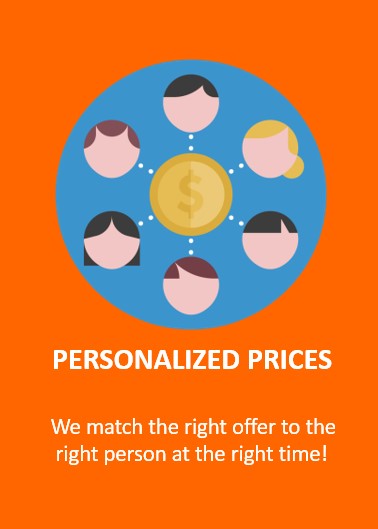 $
PERSONALIZED PRICES
We match the right offer to the
right person at the right time!